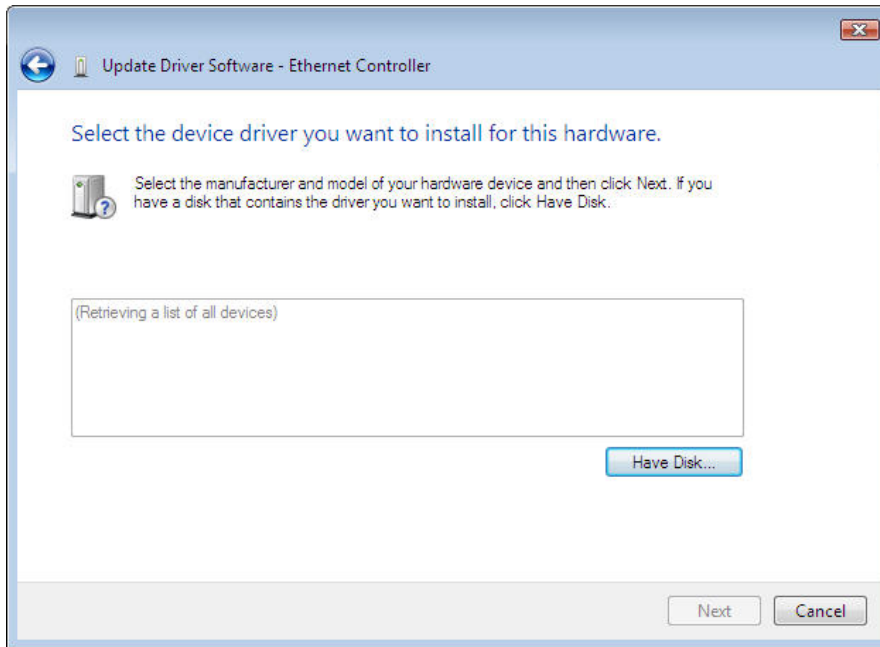 Update Driver Software - Ethernet Controller
Select the device driver you want to install for this hardware.
Select the manufacturer and model of your hardware device and then click Next. If you
have a disk that contains the driver you want to install, click Have Disk.
(Retrieving a list of all devices)
Have Disk...
Next
Cancel